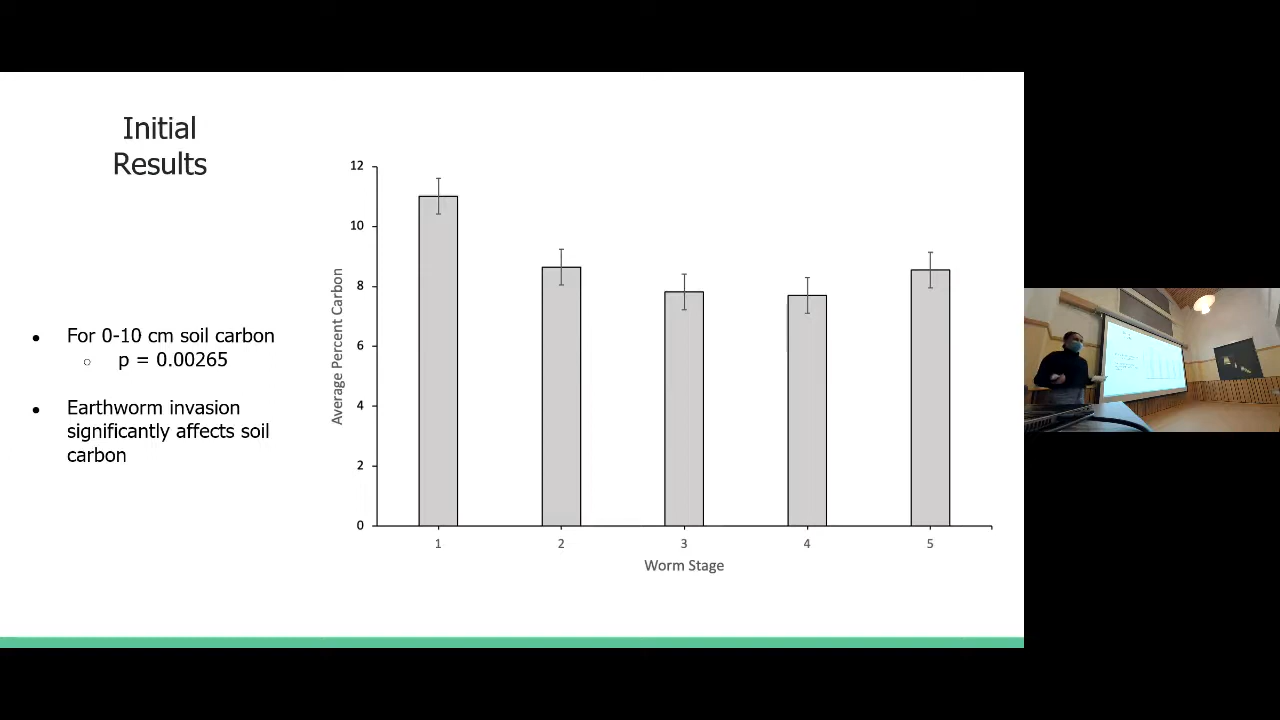 Initial
Results
For 0-10 cm soil carbon
p = 0.00265
Earthworm invasion
significantly affects soil
carbon
Average Percent Carbon
12
10
8
6
4
2
0
1 2 3 4 5
Worm Stage